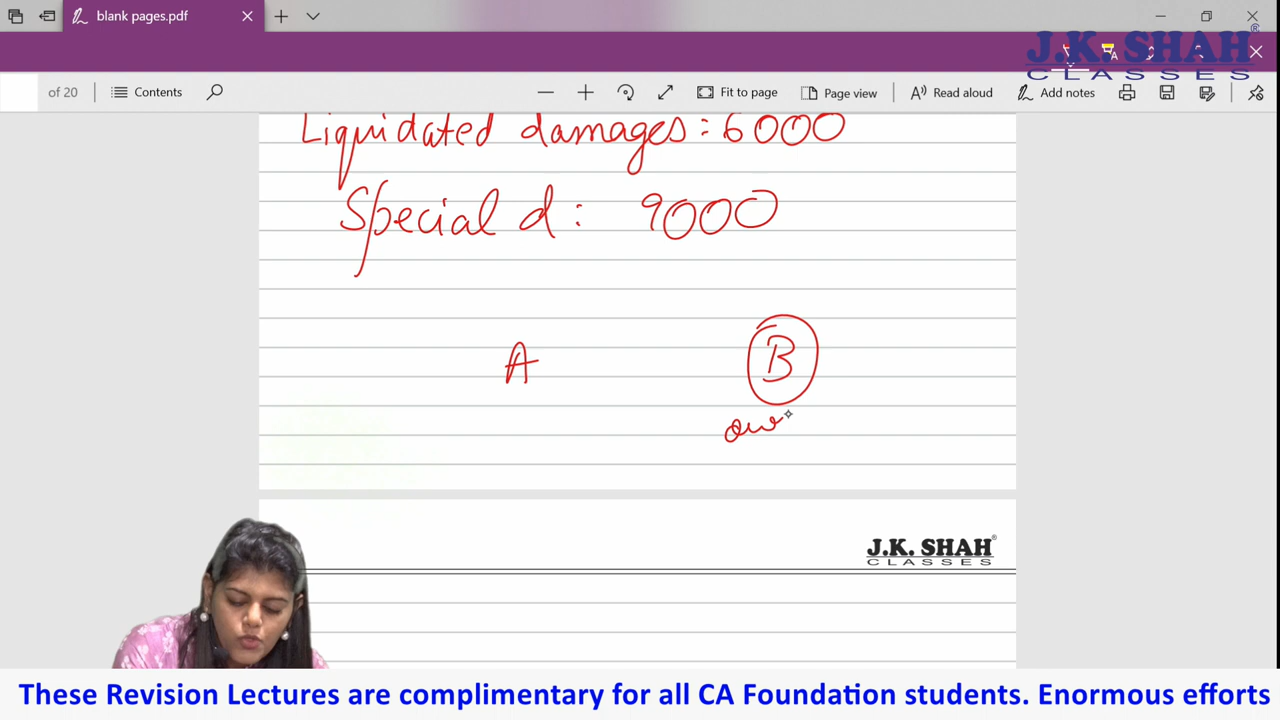 blank pages.pdf
J.K. SHAH®
CLASSES
of 20
Contents
Fit to page
Page view
Read aloud
Add notes
Liquidated damages: 6000
Special d: 9000
A
B
J.K. SHAH®
CLASSES
These Revision Lectures are complimentary for all CA Foundation students. Enormous efforts